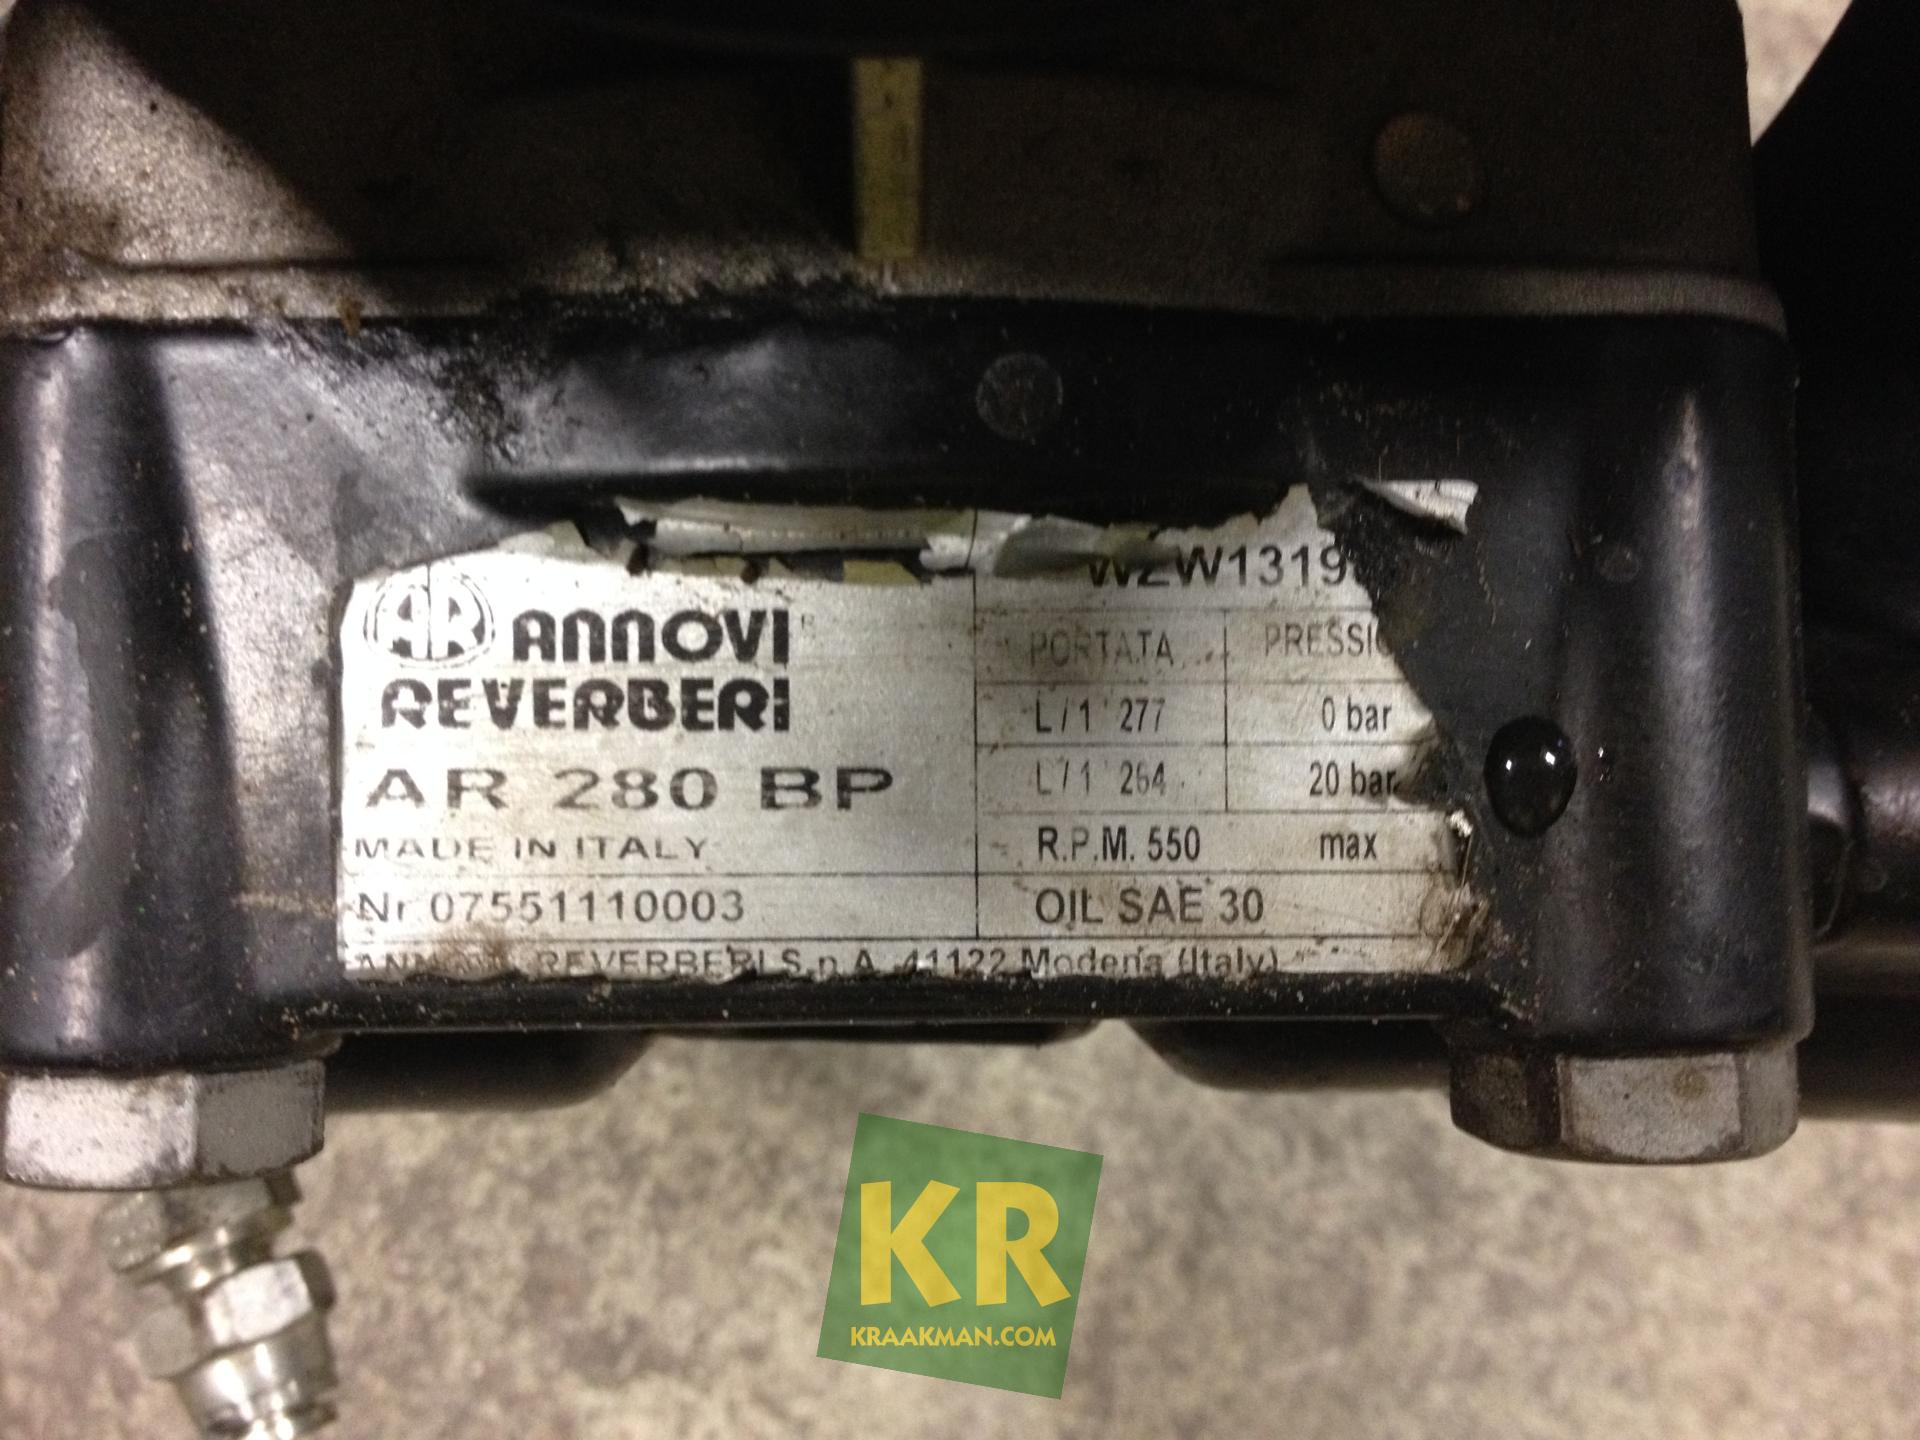 AR ANNOVI
REVERBERI
AR 280 BP
MADE IN ITALY
Nr 07551110003
PORTATA
L/1' 277 0 bar
L/1' 264 20 bar
R.P.M. 550 max
OIL SAE 30
REVERBERI S.p.A. 41122 Modena (Italy)
KR
KRAAKMAN.COM